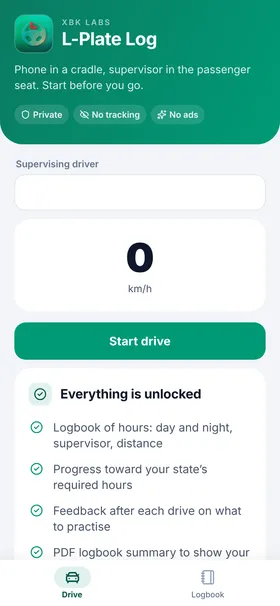 XBK LABS
L-Plate Log
Phone in a cradle, supervisor in the passenger
seat. Start before you go.
Private
No tracking
No ads
Supervising driver
0
km/h
Start drive
Everything is unlocked
Logbook of hours: day and night,
supervisor, distance
Progress toward your state's
required hours
Feedback after each drive on what
to practise
PDF logbook summary to show your
Drive
Logbook